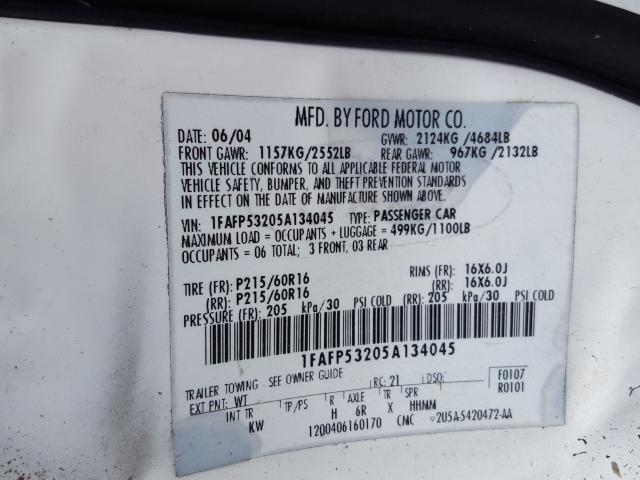 MFD. BY FORD MOTOR CO.
DATE: 06/04 GVWR: 2124KG /4684LB
FRONT GAWR: 1157KG/2552LB REAR GAWR: 967KG /2132LB
THIS VEHICLE CONFORMS TO ALL APPLICABLE FEDERAL MOTOR
VEHICLE SAFETY, BUMPER, AND THEFT PREVENTION STANDARDS
IN EFFECT ON THE DATE OF MANUFACTURE SHOWN ABOVE.
VIN: 1FAFP53205A134045 TYPE: PASSENGER CAR
MAXIMUM LOAD = OCCUPANTS + LUGGAGE = 499KG/1100LB
OCCUPANTS = 06 TOTAL; 3 FRONT, 03 REAR
TIRE (FR): P215/60R16 RIMS (FR): 16X6.0J
(RR): P215/60R16 (RR): 16X6.0J
PRESSURE (FR): 205 kPa/30 PSI COLD (RR): 205 kPa/30 PSI COLD
1FAFP53205A134045
TRAILER TOWING - SEE OWNER GUIDE
EXT PNT: WT RC: 21 DSO: F0107
R0101
INT TR TP/PS R AXLE TR SPR
KW H 6R X HHMM
1200406160170 CMC ▽2U5A-5420472-AA